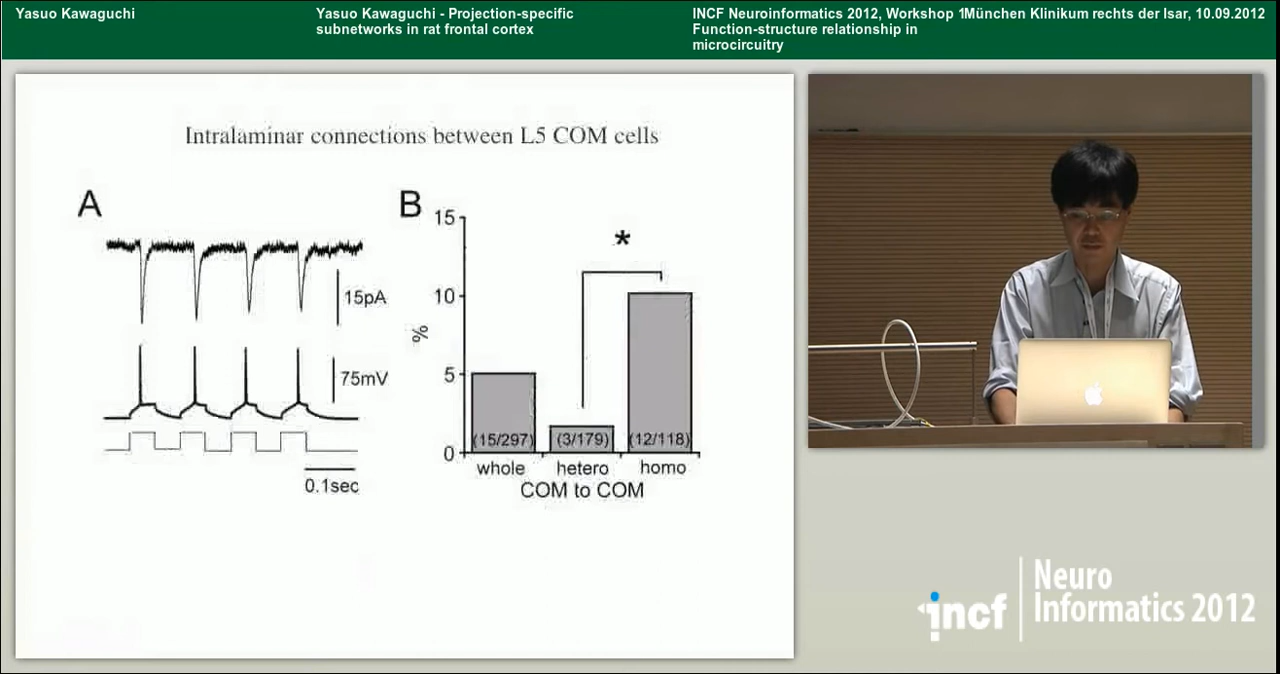 Yasuo Kawaguchi
Yasuo Kawaguchi - Projection-specific
subnetworks in rat frontal cortex
INCF Neuroinformatics 2012, Workshop 1München Klinikum rechts der Isar, 10.09.2012
Function-structure relationship in
microcircuitry
Intralaminar connections between L5 COM cells
A
15pA
75mV
0.1sec
B
15
10
5
0
%
*
(15/297)
(3/179)
(12/118)
whole
hetero
homo
COM to COM
incf
Neuro
Informatics 2012